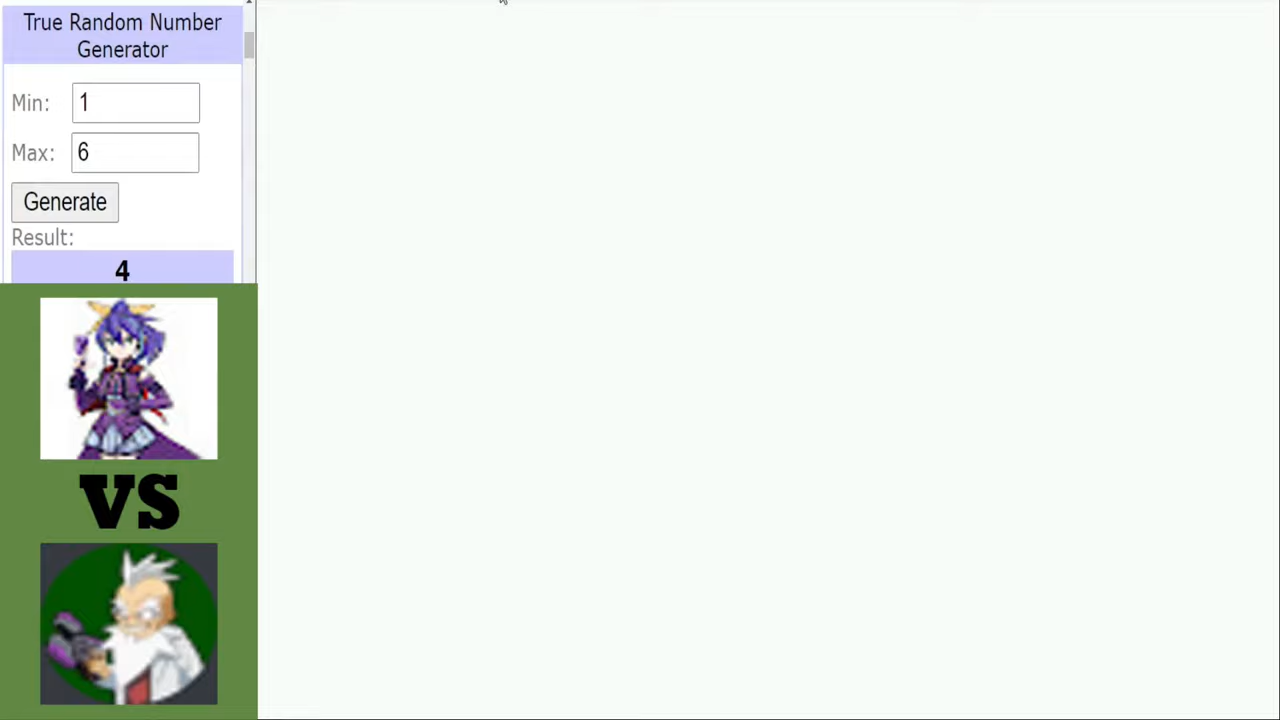 True Random Number
Generator
Min: 1
Max: 6
Generate
Result:
4
VS